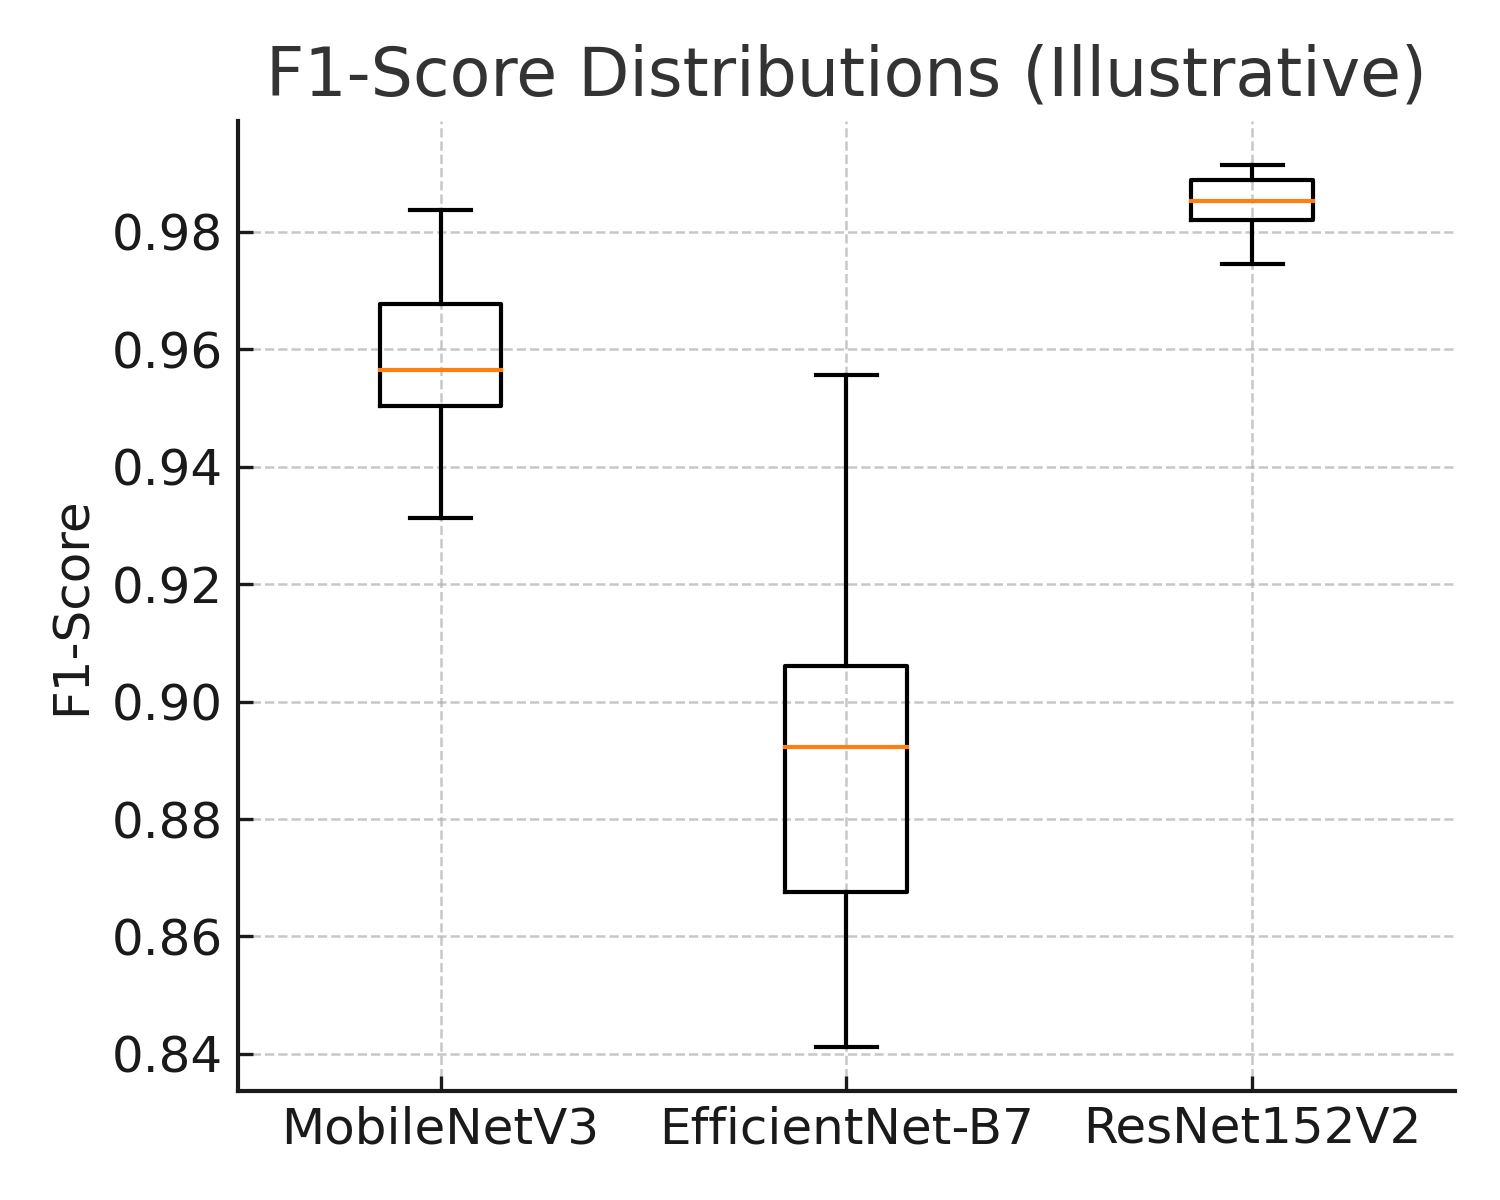 F1-Score Distributions (Illustrative)
F1-Score
0.98
0.96
0.94
0.92
0.90
0.88
0.86
0.84
MobileNetV3
EfficientNet-B7
ResNet152V2